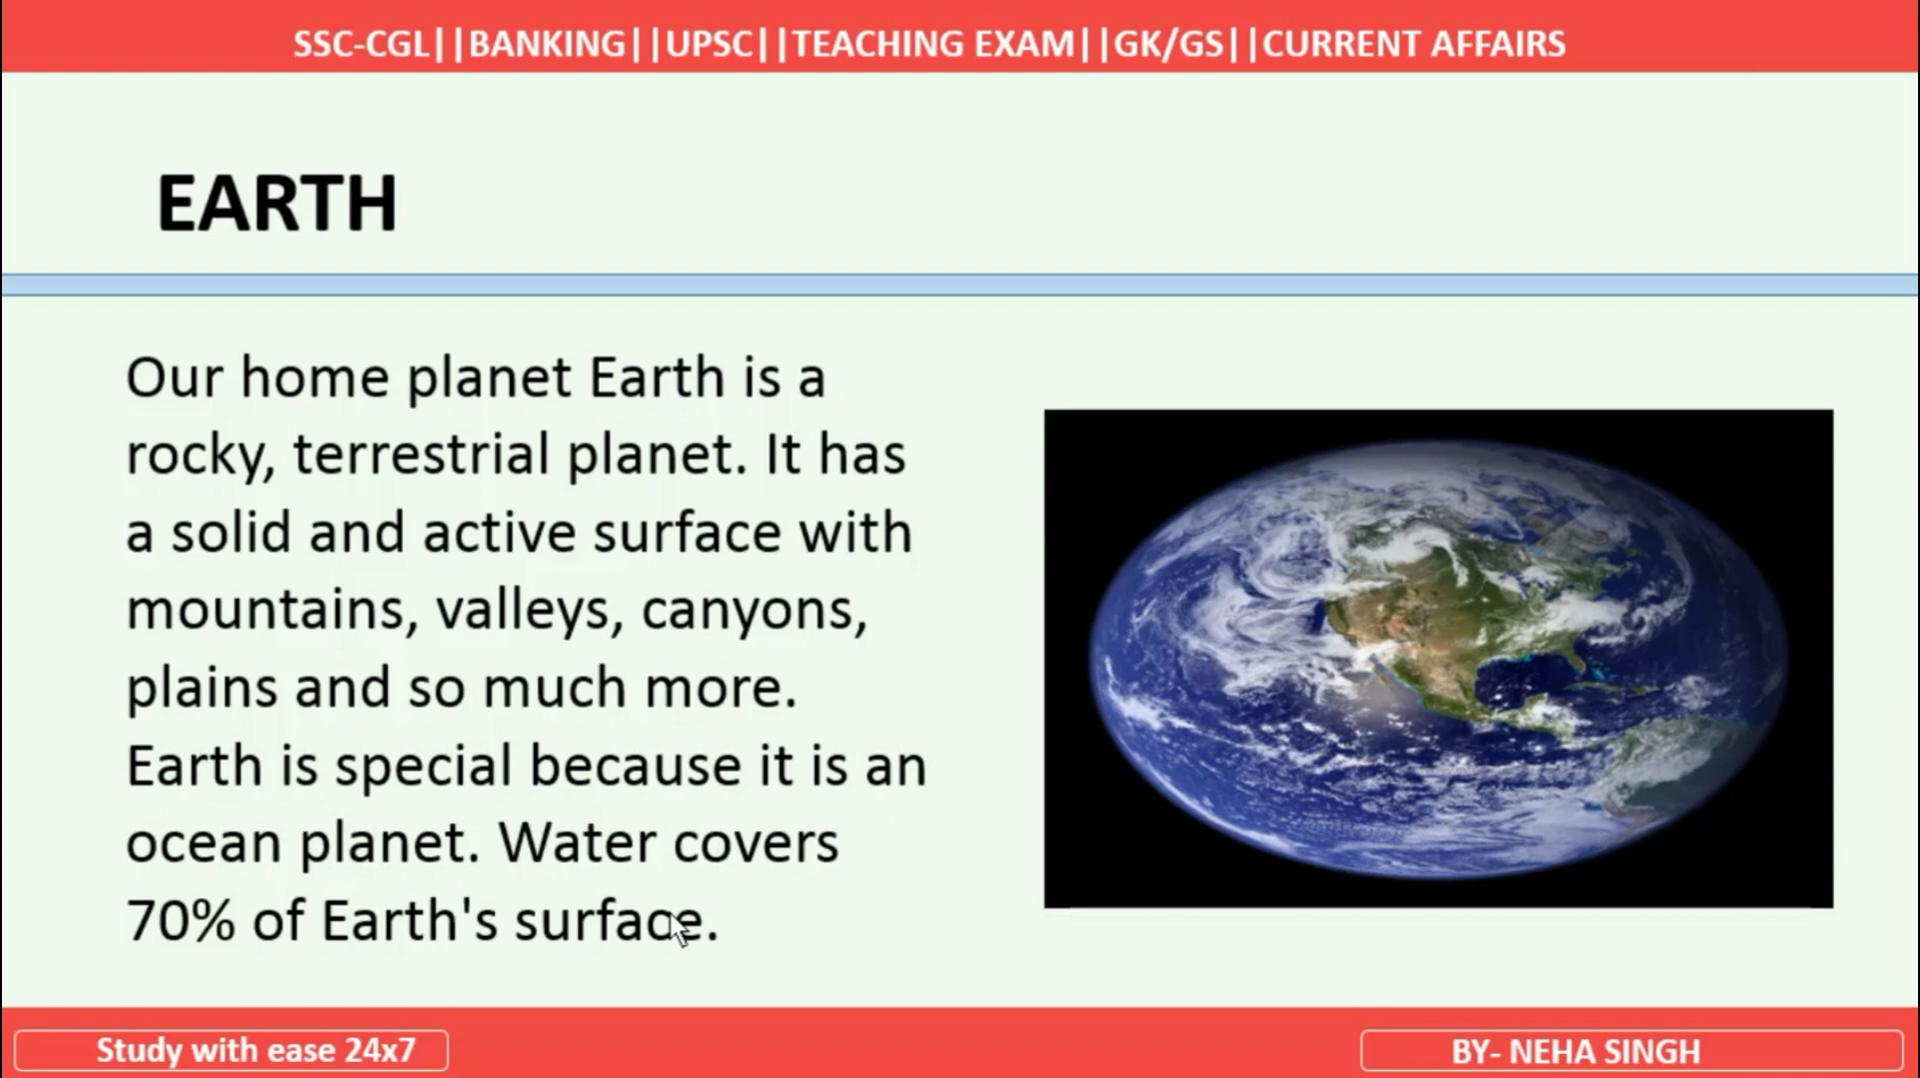 SSC-CGL||BANKING||UPSC||TEACHING EXAM||GK/GS||CURRENT AFFAIRS
EARTH
Our home planet Earth is a
rocky, terrestrial planet. It has
a solid and active surface with
mountains, valleys, canyons,
plains and so much more.
Earth is special because it is an
ocean planet. Water covers
70% of Earth's surface.
Study with ease 24x7
BY- NEHA SINGH